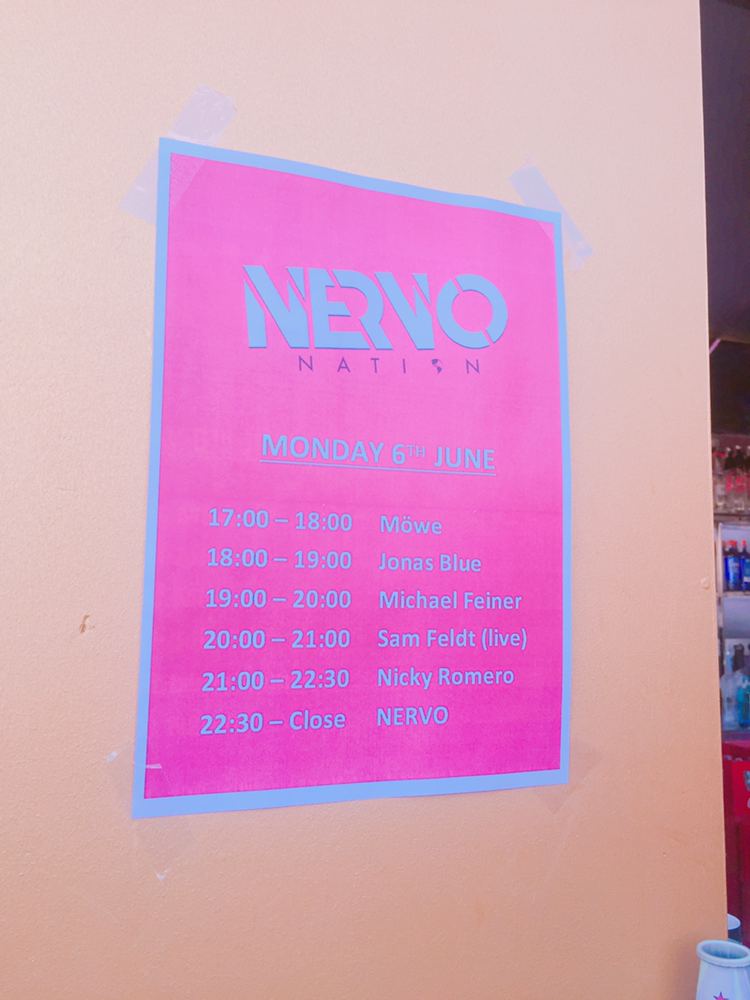 NERVO
NATION
MONDAY 6TH JUNE
17:00 – 18:00 Möwe
18:00 – 19:00 Jonas Blue
19:00 – 20:00 Michael Feiner
20:00 – 21:00 Sam Feldt (live)
21:00 – 22:30 Nicky Romero
22:30 – Close NERVO